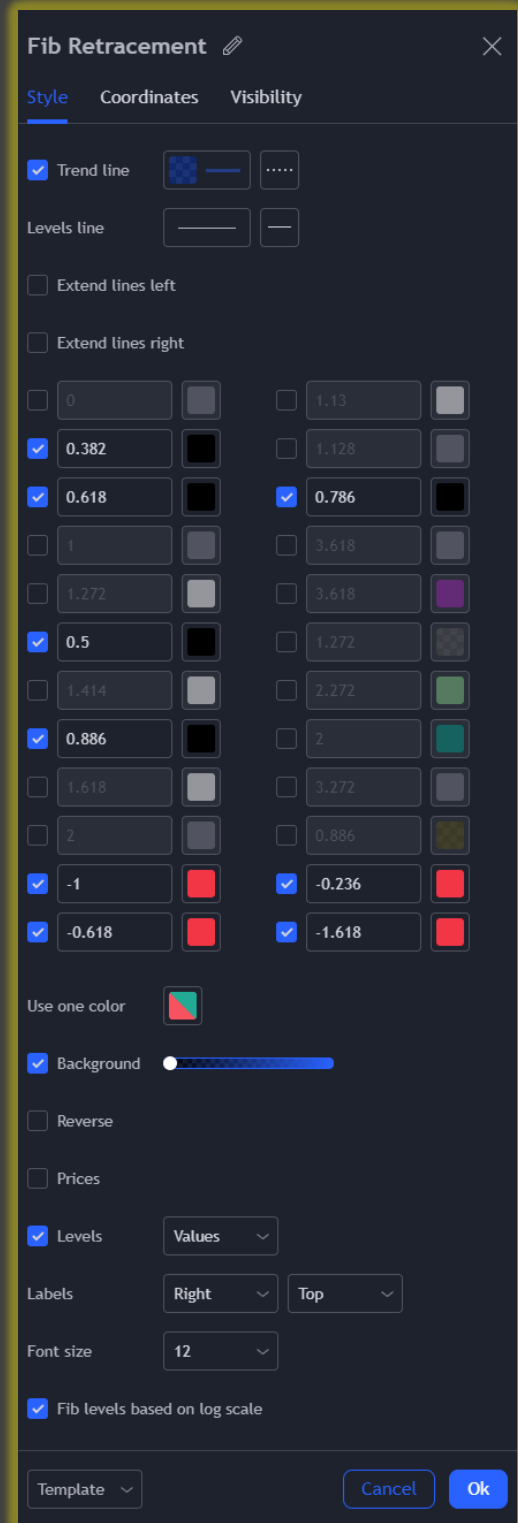 Fib Retracement
Style Coordinates Visibility
Trend line
Levels line
Extend lines left
Extend lines right
0 1.13
0.382 1.128
0.618 0.786
1 3.618
1.272 3.618
0.5 1.272
1.414 2.272
0.886 2
1.618 3.272
2 0.886
-1 -0.236
-0.618 -1.618
Use one color
Background
Reverse
Prices
Levels Values
Labels Right Top
Font size 12
Fib levels based on log scale
Template Cancel Ok